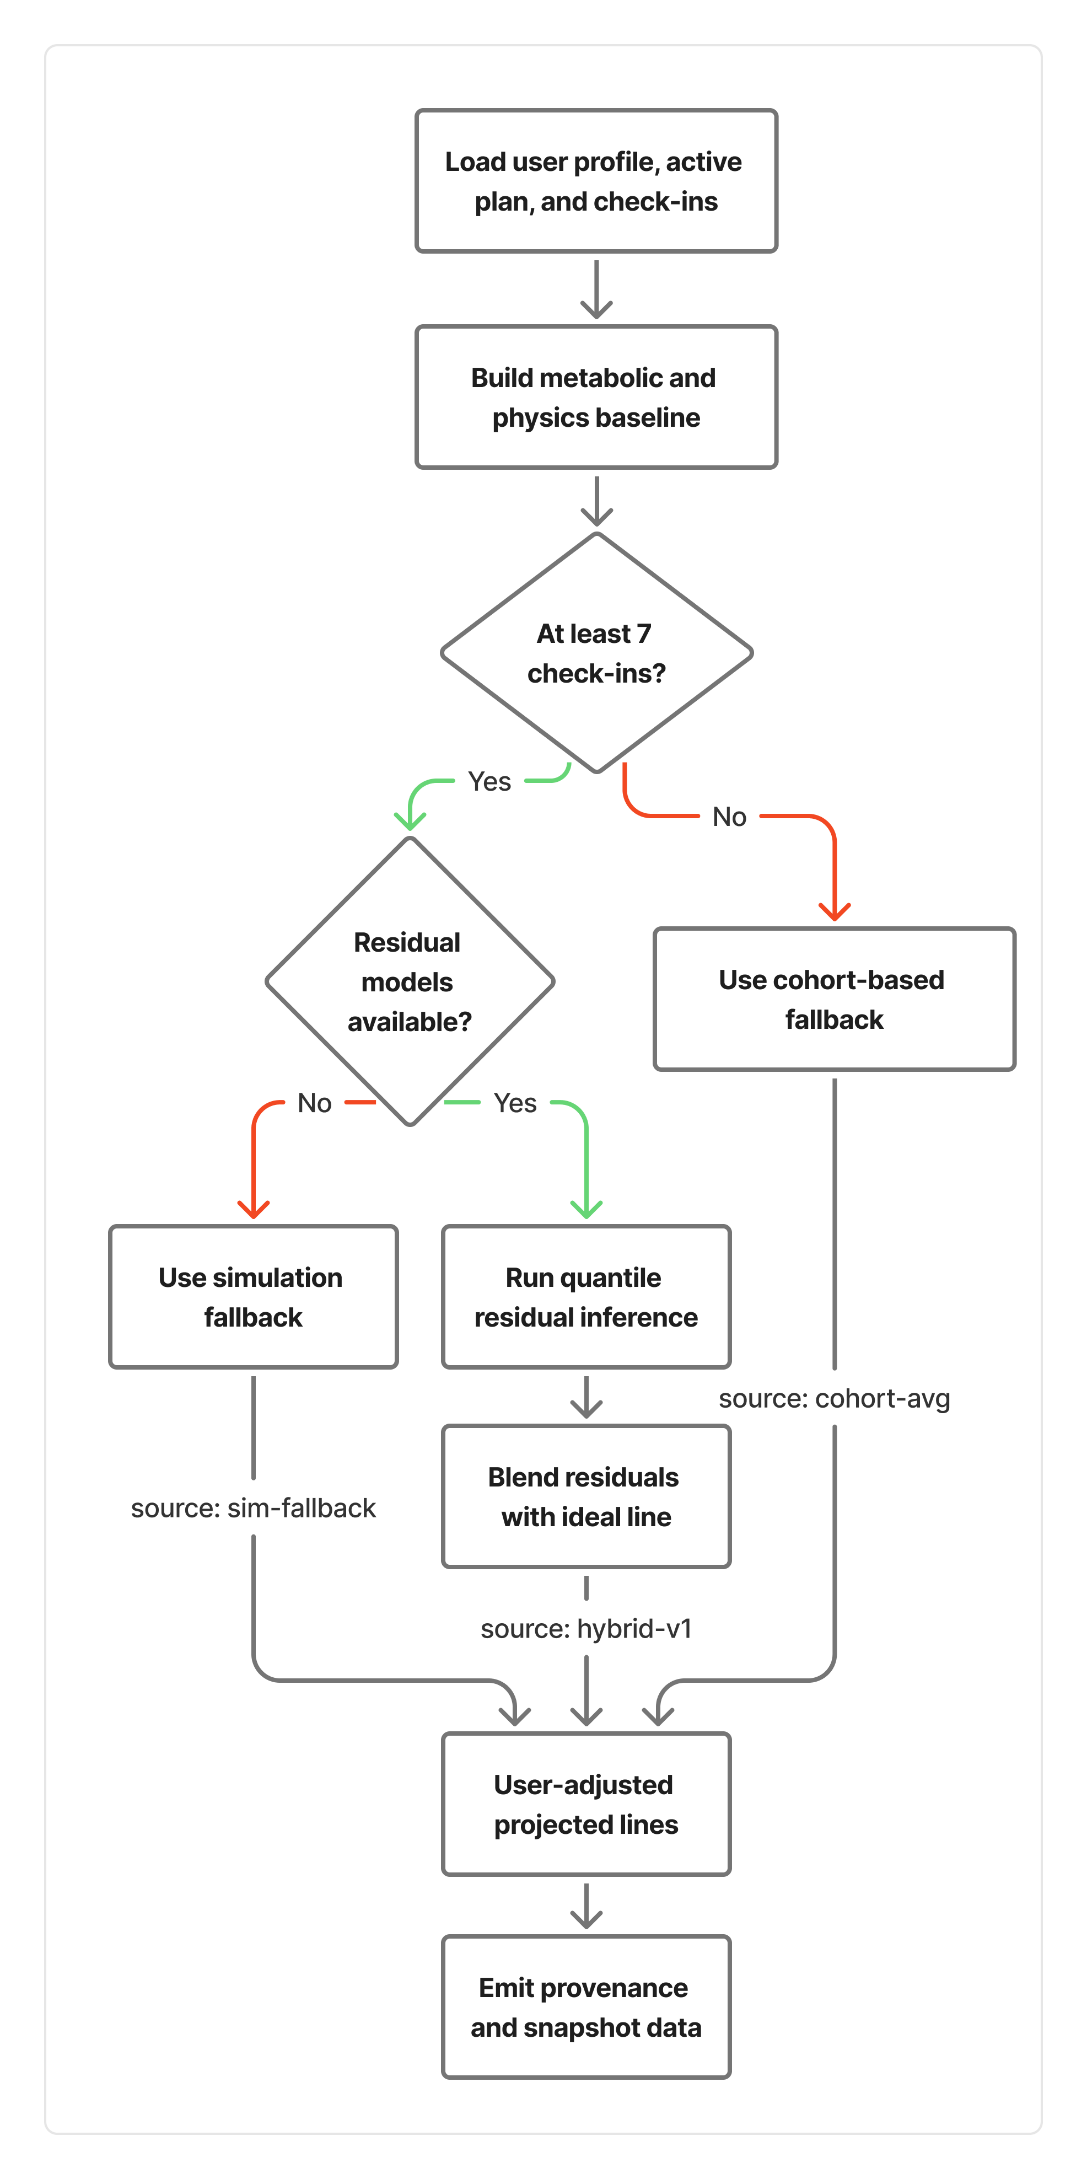 Load user profile, active
plan, and check-ins
Build metabolic and
physics baseline
At least 7
check-ins?
Yes
No
Residual
models
available?
Use cohort-based
fallback
No
Yes
Use simulation
fallback
Run quantile
residual inference
source: cohort-avg
Blend residuals
with ideal line
source: sim-fallback
source: hybrid-v1
User-adjusted
projected lines
Emit provenance
and snapshot data